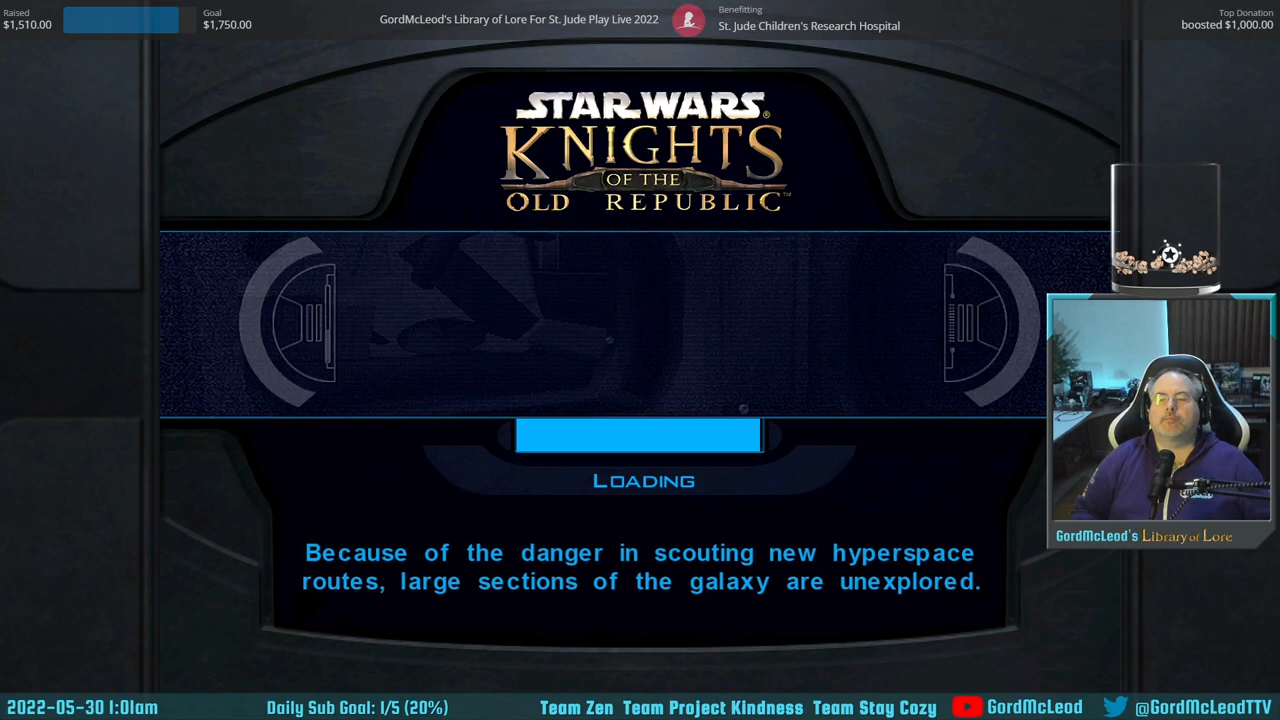 Raised
$1,510.00
Goal
$1,750.00
GordMcLeod's Library of Lore For St. Jude Play Live 2022
Benefitting
St. Jude Children's Research Hospital
Top Donation
boosted $1,000.00
STAR WARS®
KNIGHTS
OF THE
OLD REPUBLIC™
LOADING
Because of the danger in scouting new hyperspace
routes, large sections of the galaxy are unexplored.
GordMcLeod's Library of Lore
2022-05-30 1:01am
Daily Sub Goal: 1/5 (20%)
Team Zen Team Project Kindness Team Stay Cozy
GordMcLeod
@GordMcLeodTTV